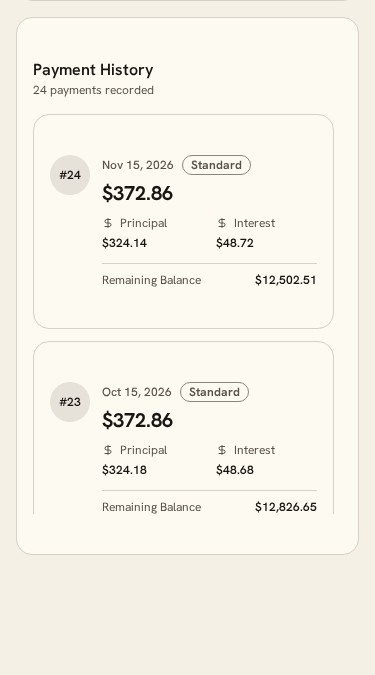 Payment History
24 payments recorded
#24
Nov 15, 2026 Standard
$372.86
$ Principal $ Interest
$324.14 $48.72
Remaining Balance $12,502.51
#23
Oct 15, 2026 Standard
$372.86
$ Principal $ Interest
$324.18 $48.68
Remaining Balance $12,826.65